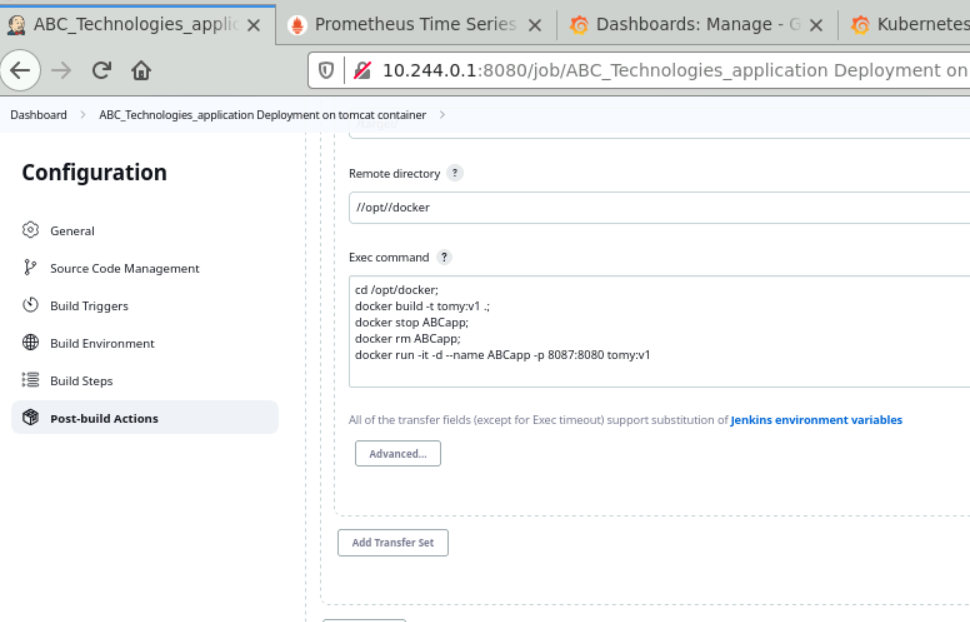 ABC_Technologies_applic
Prometheus Time Series
Dashboards: Manage - G
Kubernetes
10.244.0.1:8080/job/ABC_Technologies_application Deployment on
Dashboard > ABC_Technologies_application Deployment on tomcat container >
Configuration
General
Source Code Management
Build Triggers
Build Environment
Build Steps
Post-build Actions
Remote directory ?
//opt//docker
Exec command ?
cd /opt/docker;
docker build -t tomy:v1 .;
docker stop ABCapp;
docker rm ABCapp;
docker run -it -d --name ABCapp -p 8087:8080 tomy:v1
All of the transfer fields (except for Exec timeout) support substitution of Jenkins environment variables
Advanced...
Add Transfer Set